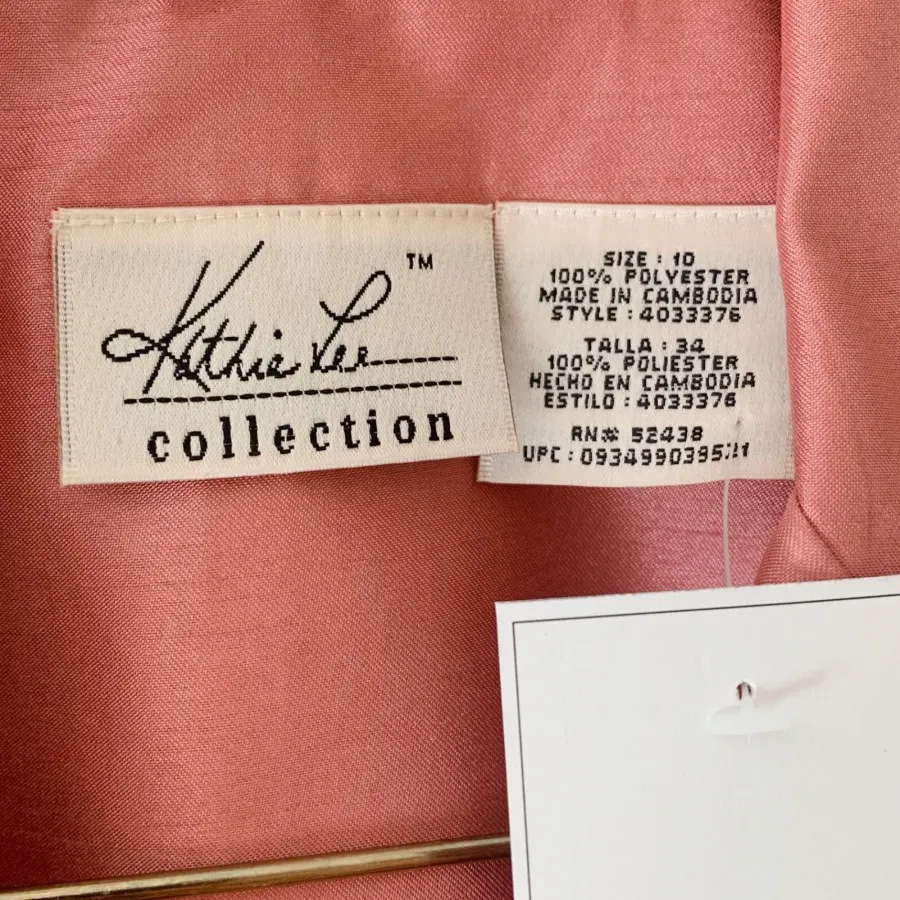 Kathie Lee TM
collection
SIZE : 10
100% POLYESTER
MADE IN CAMBODIA
STYLE : 4033376
TALLA : 34
100% POLIESTER
HECHO EN CAMBODIA
ESTILO : 4033376
RN# 52438
UPC :